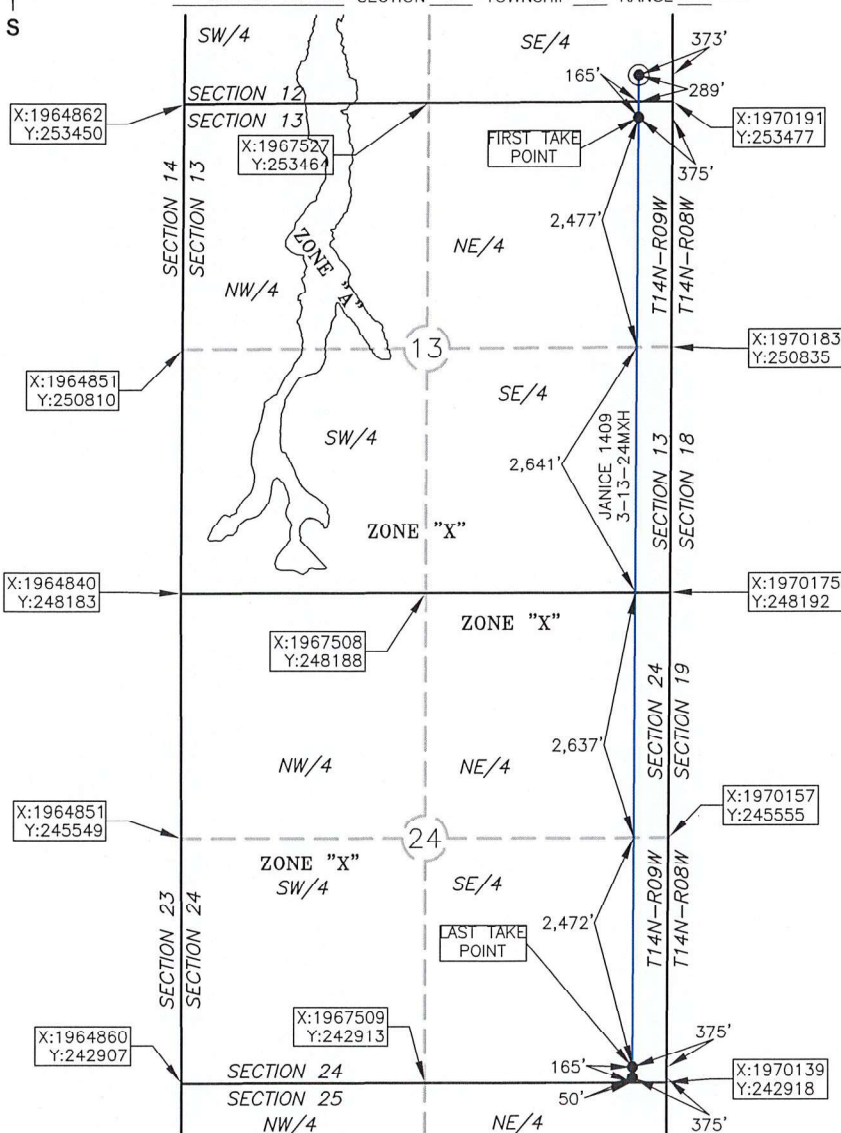 SECTION TOWNSHIP RANGE
S
SW/4
SE/4
373'
165'
289'
SECTION 12
X:1964862
Y:253450
SECTION 13
X:1970191
Y:253477
X:1967527
Y:253464
FIRST TAKE
POINT
375'
SECTION 14
SECTION 13
2,477'
T14N-R09W
T14N-R08W
ZONE "A"
NE/4
NW/4
13
X:1970183
Y:250835
X:1964851
Y:250810
SE/4
SW/4
JANICE 1409
3-13-24MXH
2,641'
SECTION 13
SECTION 18
ZONE "X"
X:1964840
Y:248183
X:1970175
Y:248192
ZONE "X"
X:1967508
Y:248188
SECTION 24
SECTION 19
2,637'
NW/4
NE/4
X:1970157
Y:245555
X:1964851
Y:245549
24
ZONE "X"
SW/4
SE/4
SECTION 23
SECTION 24
2,472'
T14N-R09W
T14N-R08W
LAST TAKE
POINT
X:1967509
Y:242913
375'
X:1964860
Y:242907
165'
X:1970139
Y:242918
SECTION 24
50'
SECTION 25
375'
NW/4
NE/4